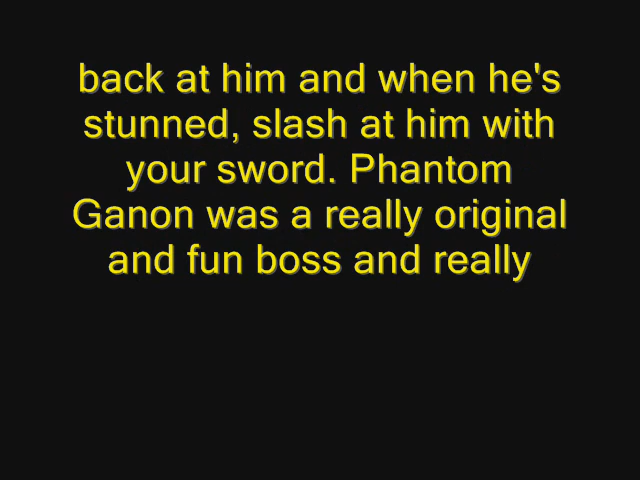 back at him and when he's
stunned, slash at him with
your sword. Phantom
Ganon was a really original
and fun boss and really